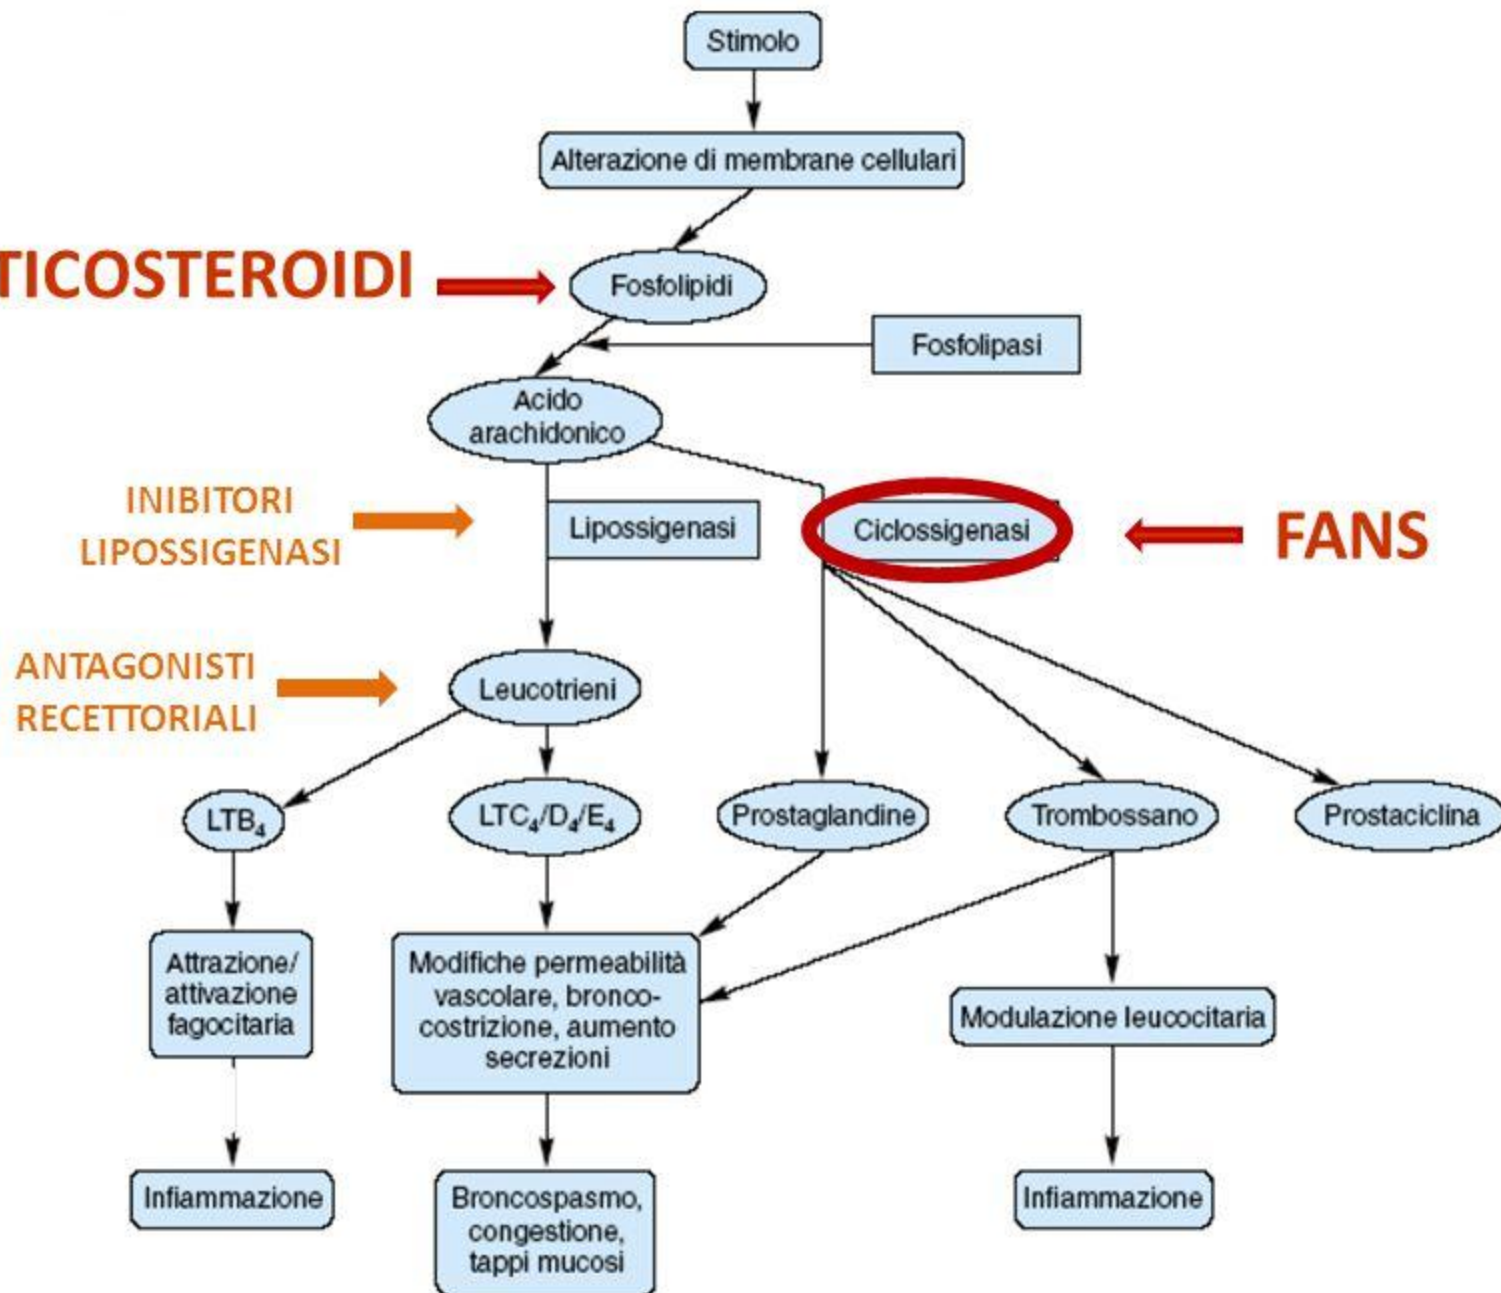 Stimolo
Alterazione di membrane cellulari
TICOSTEROIDI
Fosfolipidi
Fosfolipasi
Acido
arachidonico
INIBITORI
LIPOSSIGENASI
Lipossigenasi
Ciclossigenasi
FANS
ANTAGONISTI
RECETTORIALI
Leucotrieni
LTB₄
LTC₄/D₄/E₄
Prostaglandine
Trombossano
Prostaciclina
Attrazione/
attivazione
fagocitaria
Modifiche permeabilità
vascolare, bronco-
costrizione, aumento
secrezioni
Modulazione leucocitaria
Infiammazione
Broncospasmo,
congestione,
tappi mucosi
Infiammazione